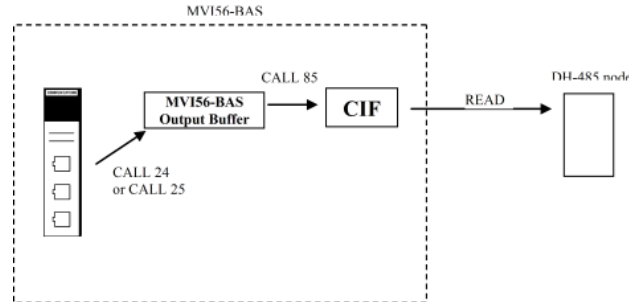 MVI56-BAS
CALL 85
DH-485 node
MVI56-BAS
Output Buffer
CIF
READ
CALL 24
or CALL 25